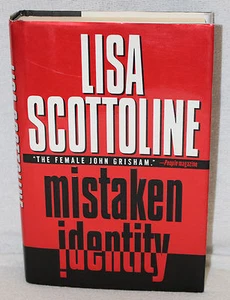 LISA
SCOTTOLINE
"THE FEMALE JOHN GRISHAM." —People magazine
mistaken
identity